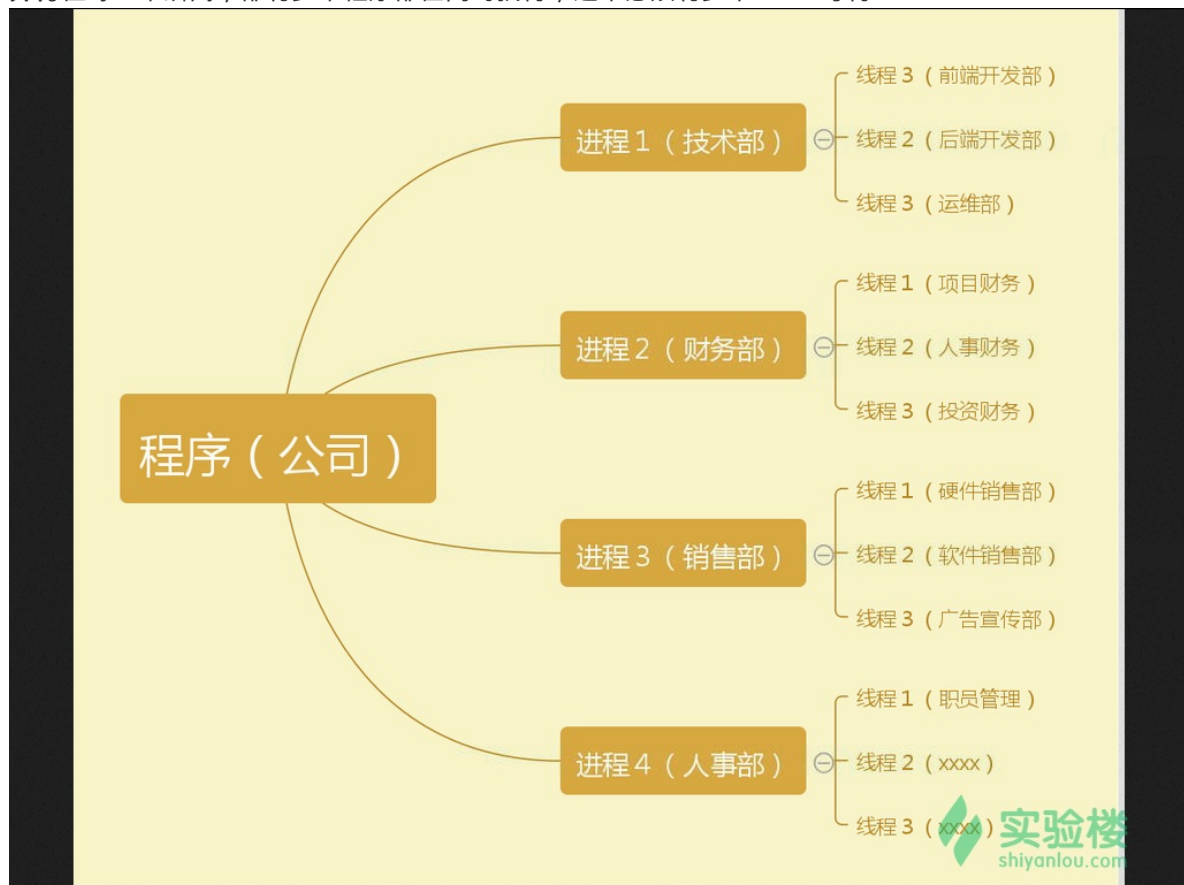 程序（公司）
进程1（技术部）
线程3（前端开发部）
线程2（后端开发部）
线程3（运维部）
进程2（财务部）
线程1（项目财务）
线程2（人事财务）
线程3（投资财务）
进程3（销售部）
线程1（硬件销售部）
线程2（软件销售部）
线程3（广告宣传部）
进程4（人事部）
线程1（职员管理）
线程2（xxxx）
线程3（xxxx）
实验楼
shiyanlou.com